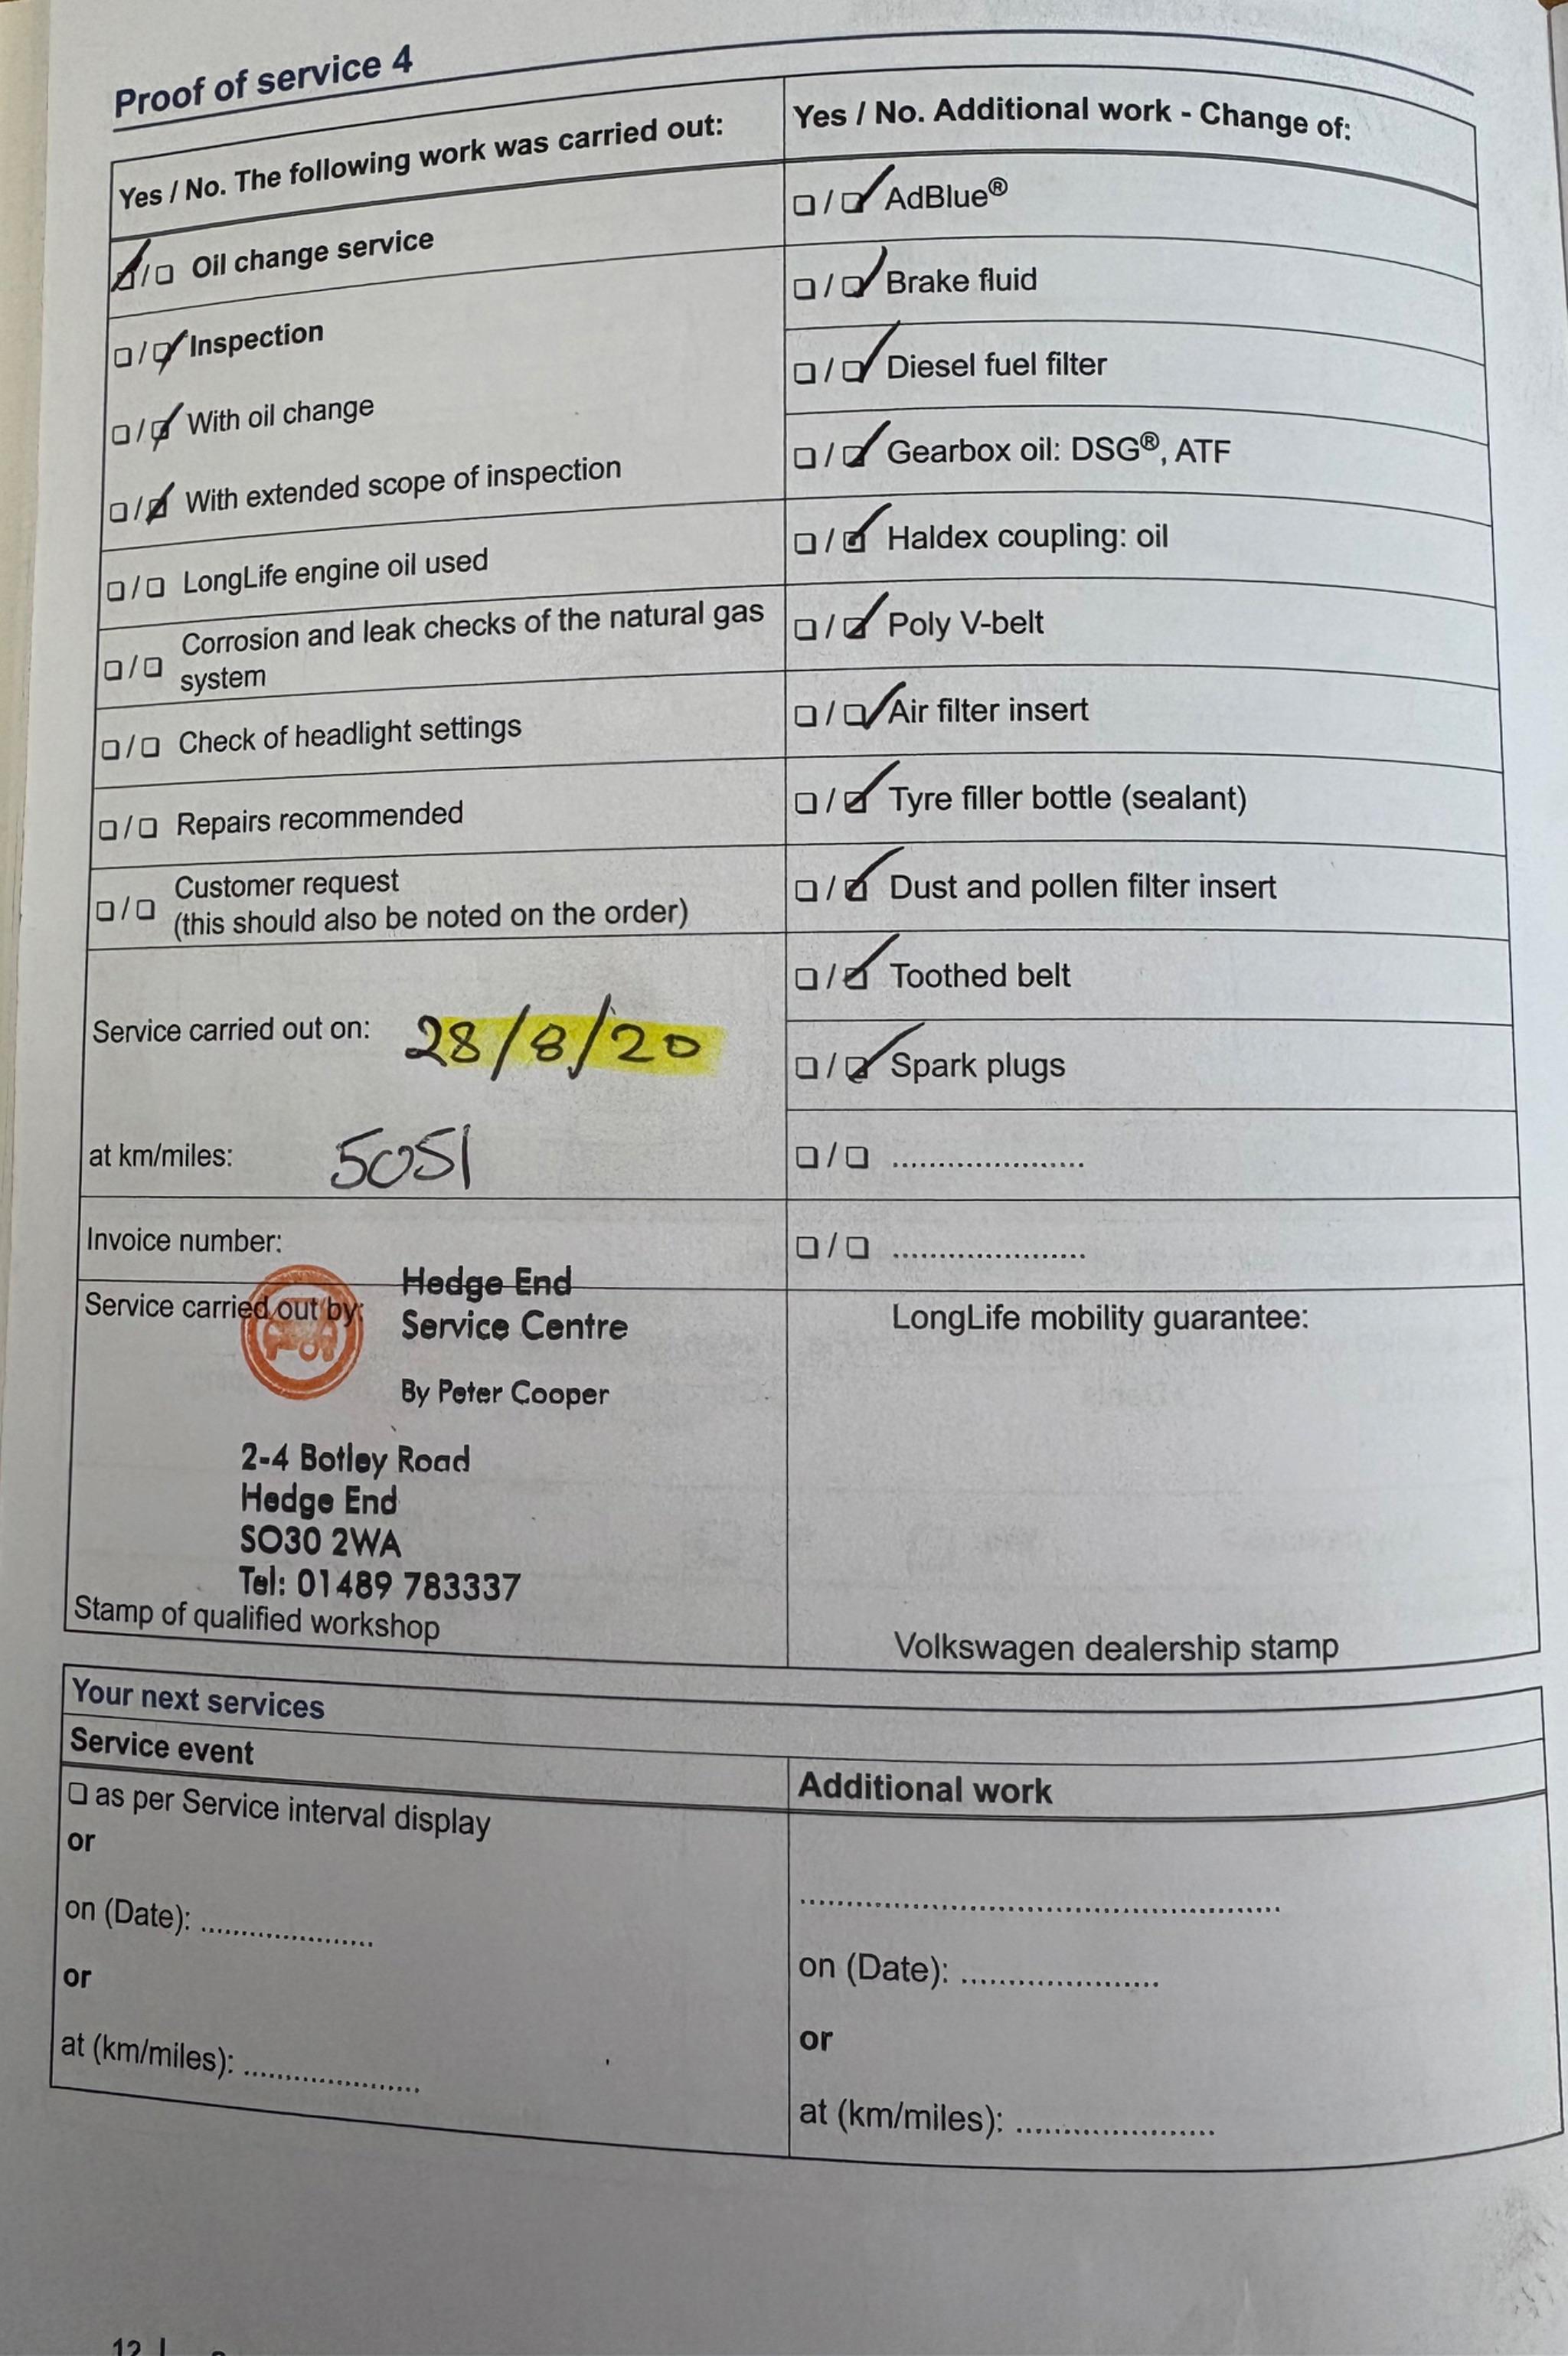 Proof of service 4
Yes / No. The following work was carried out:
☑/☐ Oil change service
☐/☑ Inspection
☐/☑ With oil change
☐/☑ With extended scope of inspection
☐/☐ LongLife engine oil used
☐/☐ Corrosion and leak checks of the natural gas
system
☐/☐ Check of headlight settings
☐/☐ Repairs recommended
☐/☐ Customer request
(this should also be noted on the order)
Service carried out on: 28/8/20
at km/miles: 5051
Invoice number:
Service carried out by:
Hedge End
Service Centre
By Peter Cooper
2-4 Botley Road
Hedge End
SO30 2WA
Tel: 01489 783337
Stamp of qualified workshop
Yes / No. Additional work - Change of:
☐/☑ AdBlue®
☐/☑ Brake fluid
☐/☑ Diesel fuel filter
☐/☑ Gearbox oil: DSG®, ATF
☐/☑ Haldex coupling: oil
☐/☑ Poly V-belt
☐/☑ Air filter insert
☐/☑ Tyre filler bottle (sealant)
☐/☑ Dust and pollen filter insert
☐/☑ Toothed belt
☐/☑ Spark plugs
☐/☐ ......................
☐/☐ ......................
LongLife mobility guarantee:
Volkswagen dealership stamp
Your next services
Service event
☐ as per Service interval display
or
on (Date): ......................
or
at (km/miles): ......................
Additional work
......................................................
on (Date): ......................
or
at (km/miles): ......................
12